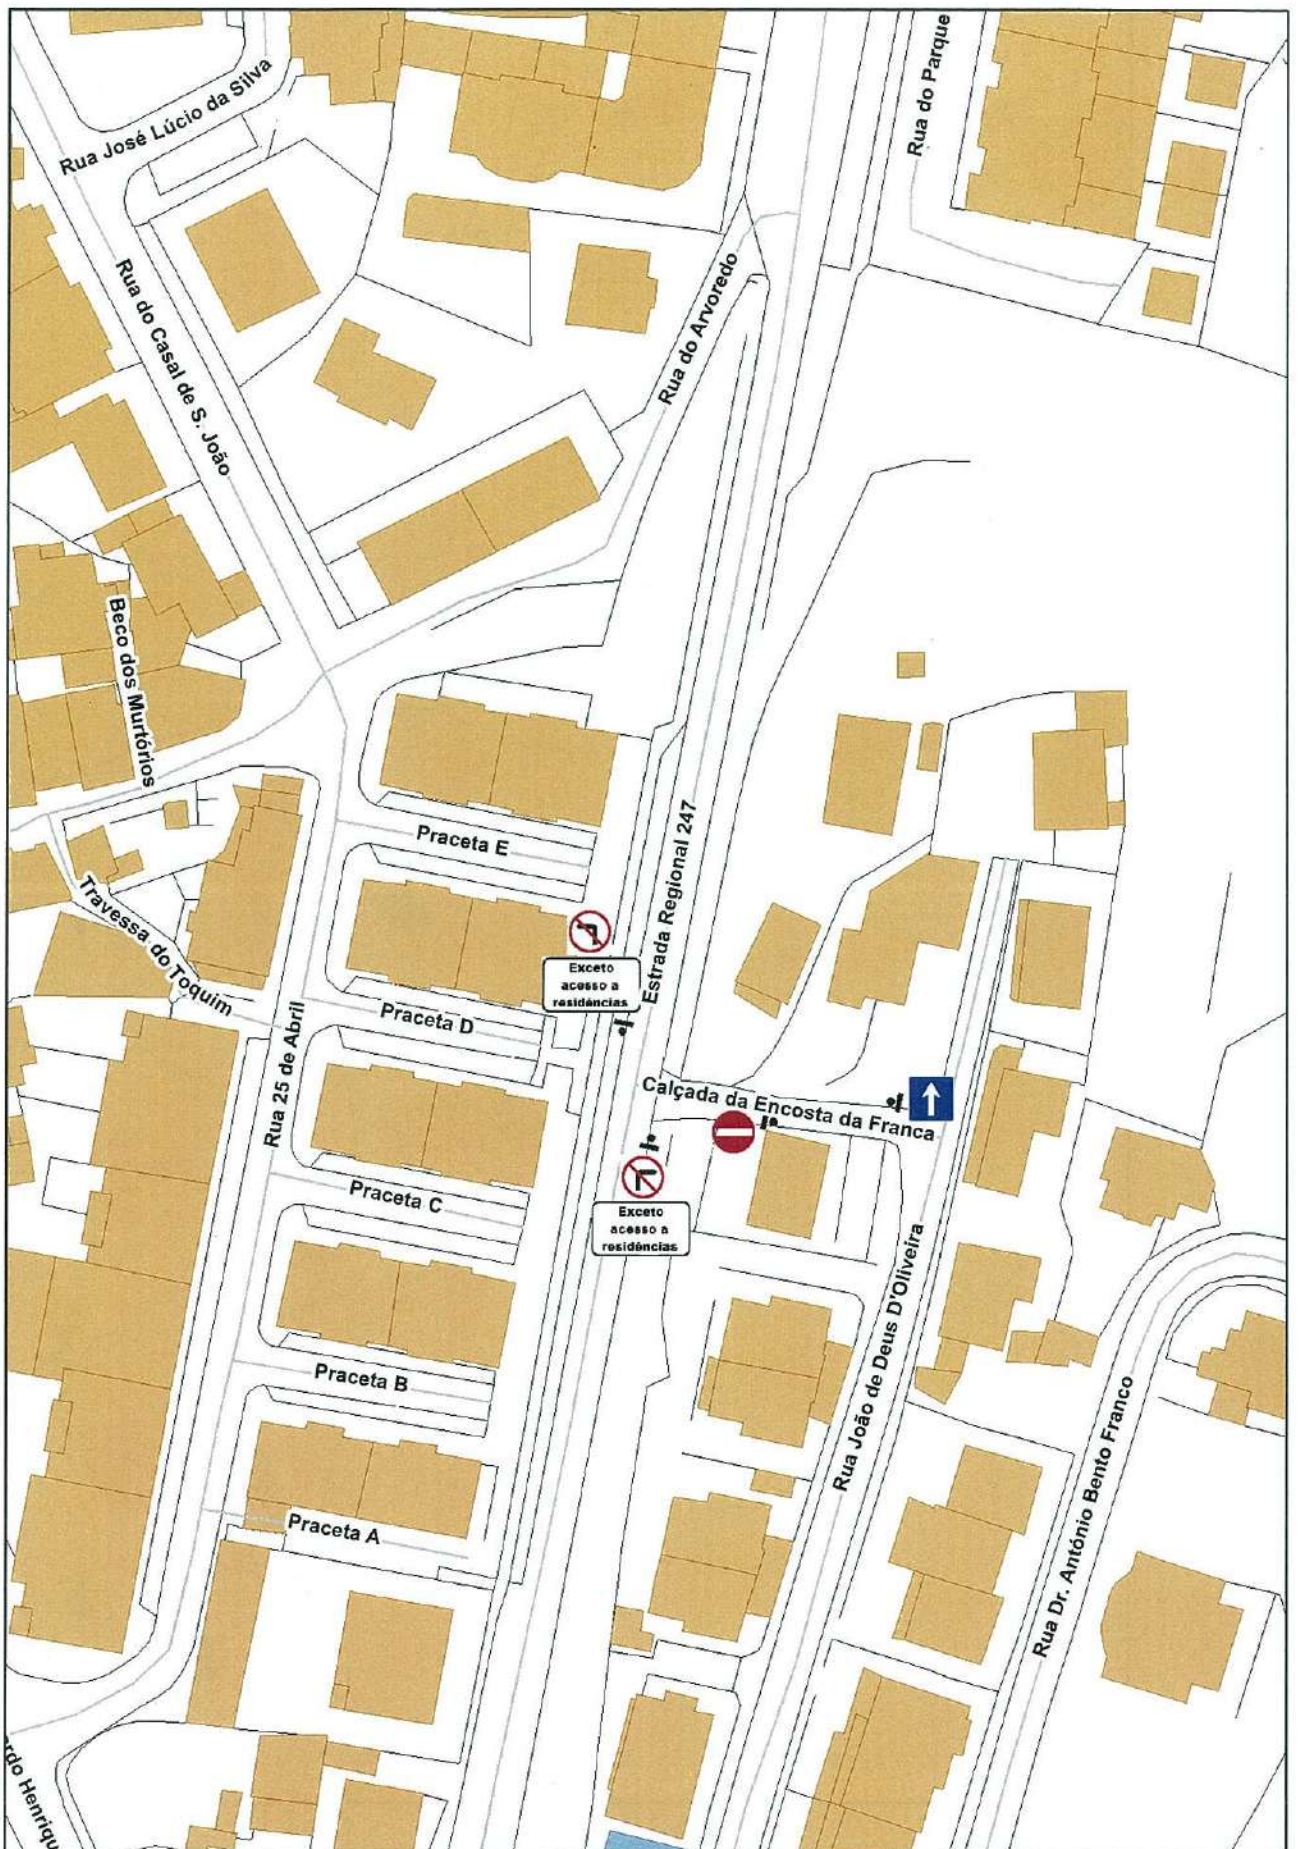 Rua José Lúcio da Silva
Rua do Parque
Rua do Casal de S. João
Rua do Arvoredo
Beco dos Murtórios
Praceta E
Estrada Regional 247
Travessa do Toquim
Exceto
acesso a
residências
Praceta D
Rua 25 de Abril
Calçada da Encosta da Franca
Praceta C
Exceto
acesso a
residências
Rua João de Deus D'Oliveira
Praceta B
Rua Dr. António Bento Franco
Praceta A
rdo Henriqu